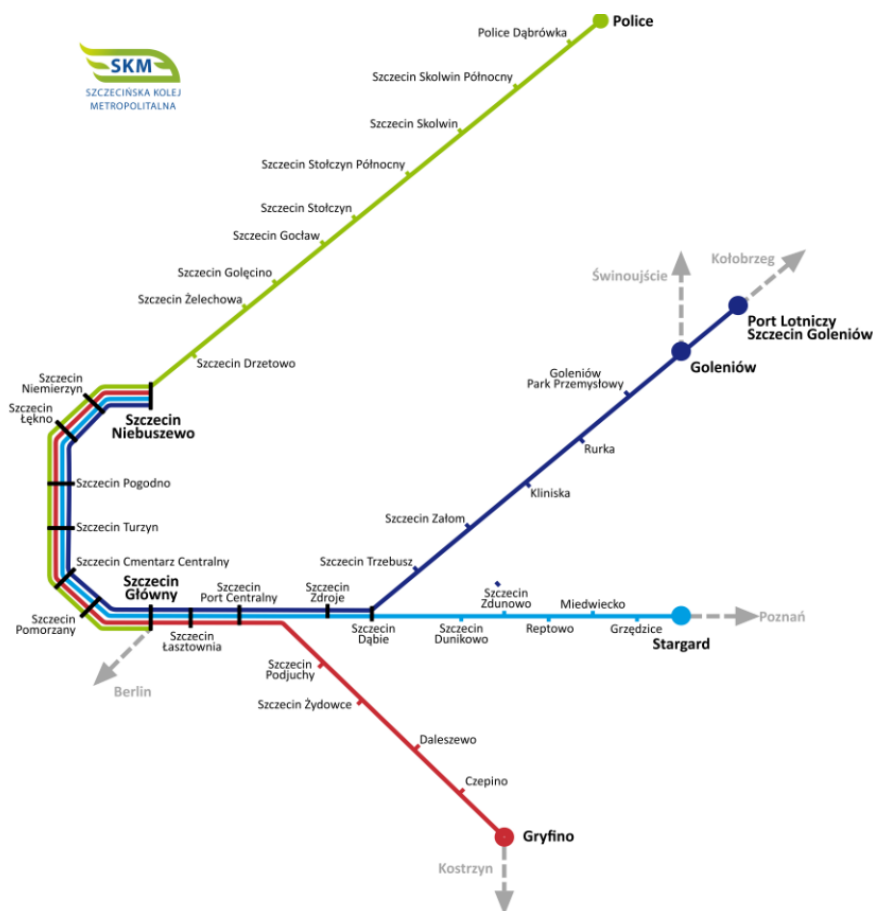 Police
Police Dąbrówka
SKM
SZCZECIŃSKA KOLEJ
METROPOLITALNA
Szczecin Skolwin Północny
Szczecin Skolwin
Szczecin Stołczyn Północny
Szczecin Stołczyn
Szczecin Gocław
Szczecin Golęcino
Szczecin Żelechowa
Szczecin Drzetowo
Świnoujście
Kołobrzeg
Port Lotniczy
Szczecin Goleniów
Goleniów
Goleniów
Park Przemysłowy
Rurka
Kliniska
Szczecin Załom
Szczecin Trzebusz
Szczecin
Niemierzyn
Szczecin
Łękno
Szczecin
Niebuszewo
Szczecin Pogodno
Szczecin Turzyn
Szczecin Cmentarz Centralny
Szczecin
Pomorzany
Szczecin
Główny
Szczecin
Łasztownia
Szczecin
Port Centralny
Szczecin
Zdroje
Szczecin
Dąbie
Szczecin
Dunikowo
Szczecin
Zdunowo
Reptowo
Miedwiecko
Grzędzice
Stargard
Poznań
Berlin
Szczecin
Podjuchy
Szczecin Żydowce
Daleszewo
Czepino
Gryfino
Kostrzyn